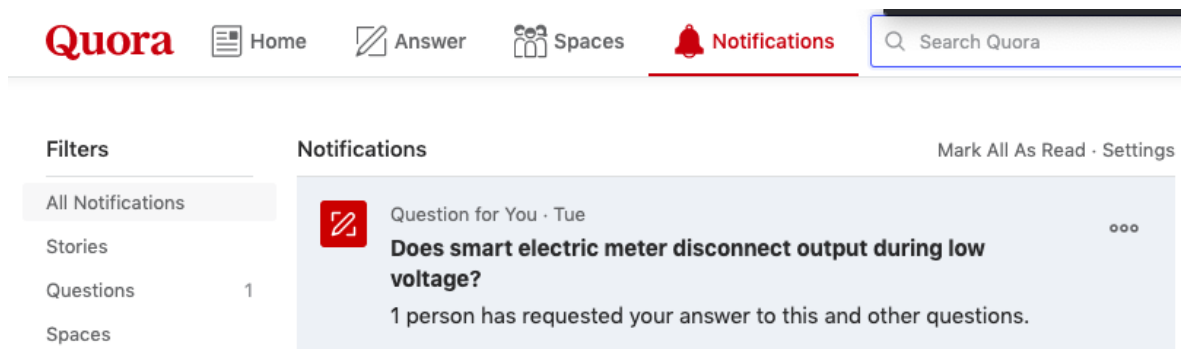 Quora Home Answer Spaces Notifications Search Quora
Filters
All Notifications
Stories
Questions 1
Spaces
Notifications Mark All As Read · Settings
Question for You · Tue
Does smart electric meter disconnect output during low
voltage?
1 person has requested your answer to this and other questions.